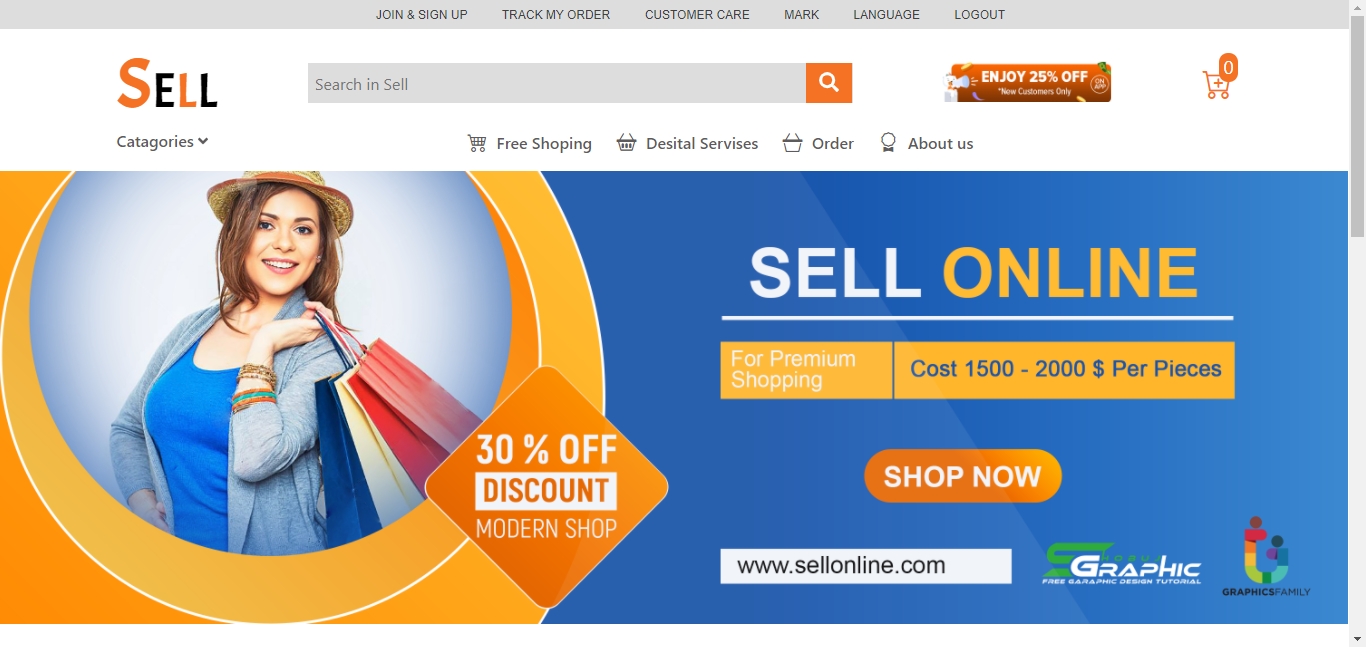 JOIN & SIGN UP TRACK MY ORDER CUSTOMER CARE MARK LANGUAGE LOGOUT
SELL
Search in Sell
ENJOY 25% OFF
*New Customers Only
ON APP
0
Catagories
Free Shoping Desital Servises Order About us
SELL ONLINE
For Premium
Shopping
Cost 1500 - 2000 $ Per Pieces
30 % OFF
DISCOUNT
MODERN SHOP
SHOP NOW
www.sellonline.com
GRAPHIC
FREE GARAPHIC DESIGN TUTORIAL
GRAPHICSFAMILY